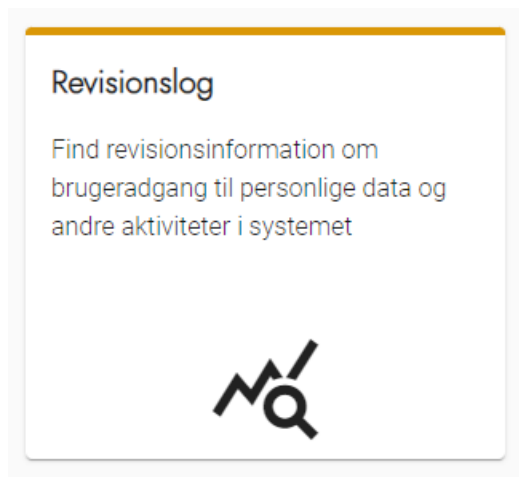 Revisionslog
Find revisionsinformation om
brugeradgang til personlige data og
andre aktiviteter i systemet